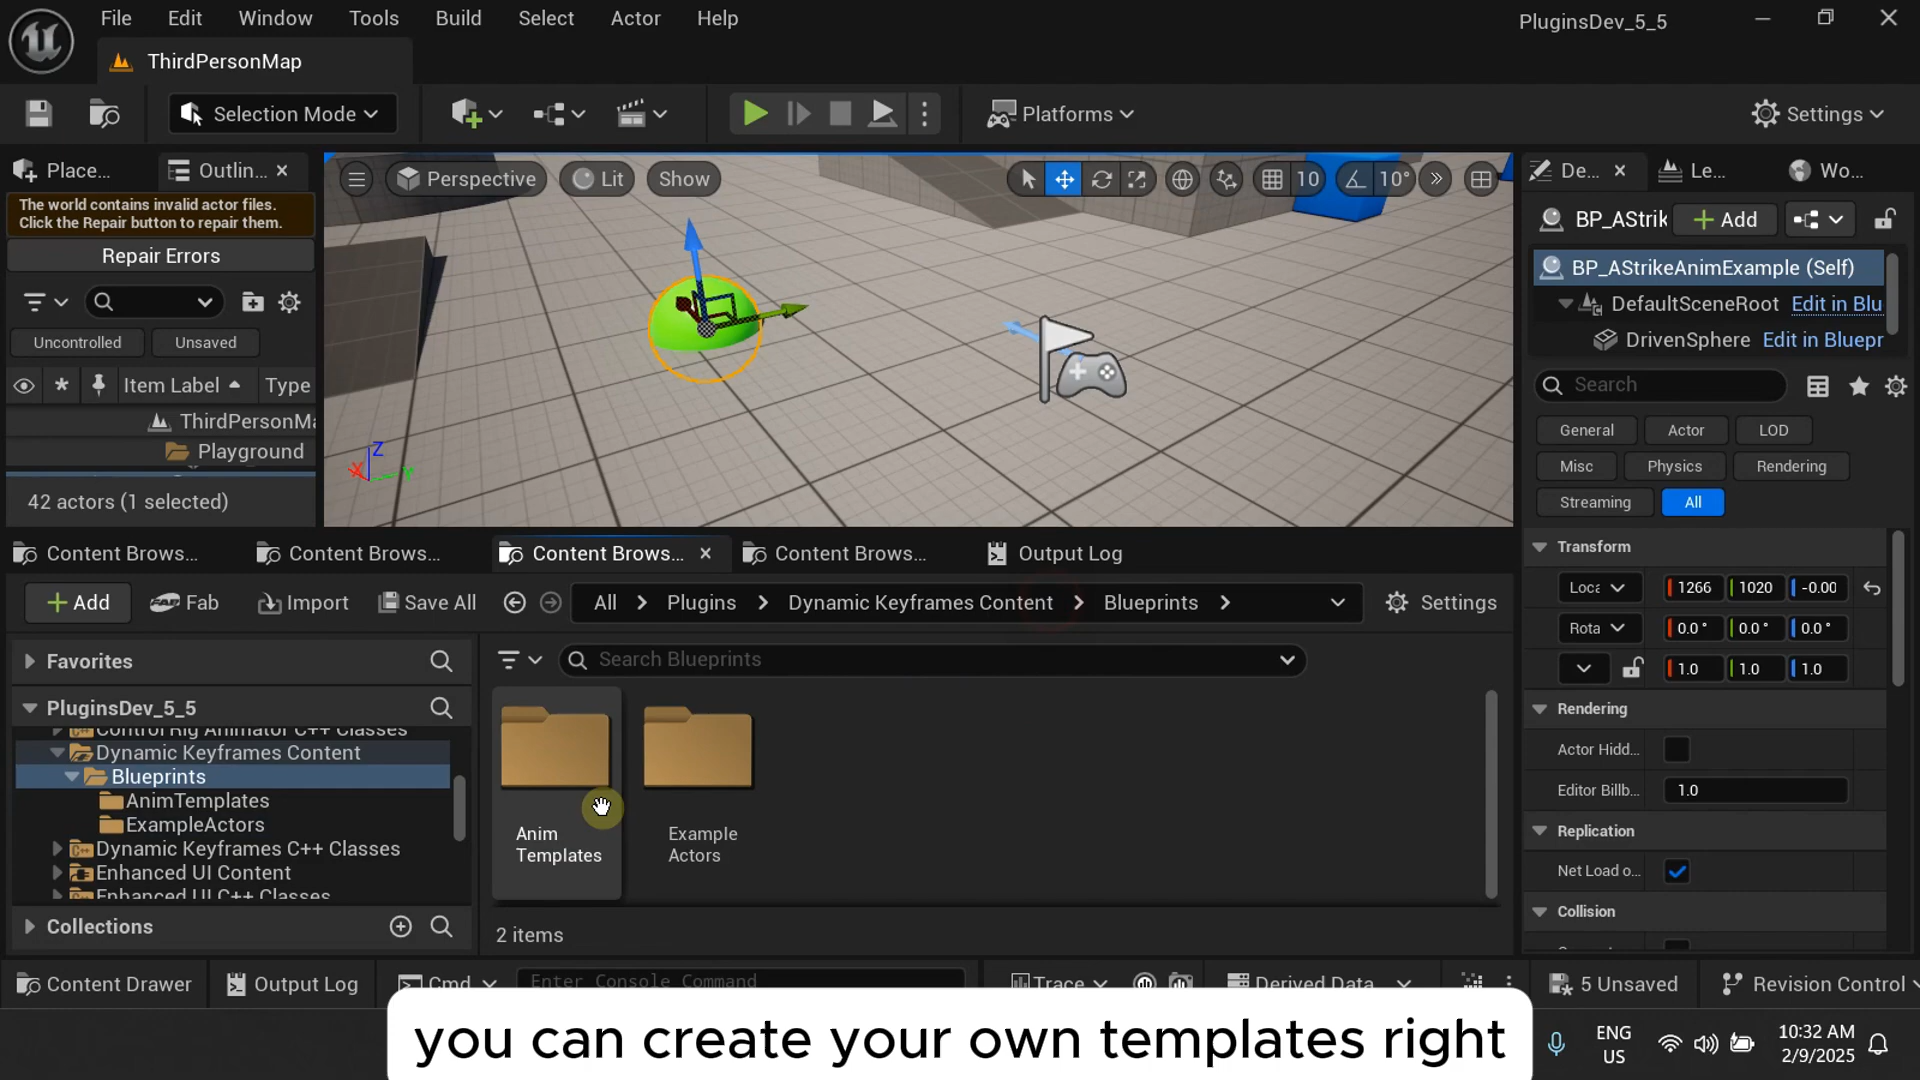 File Edit Window Tools Build Select Actor Help PluginsDev_5_5
ThirdPersonMap
Selection Mode Platforms Settings
Place... Outlin... Perspective Lit Show 10 10° De... Le... Wo...
The world contains invalid actor files.
Click the Repair button to repair them.
Repair Errors
BP_AStrik Add
BP_AStrikeAnimExample (Self)
DefaultSceneRoot Edit in Blu
DrivenSphere Edit in Bluepr
Uncontrolled Unsaved
Item Label Type
ThirdPersonMa
Playground
42 actors (1 selected)
Z
X Y
Search
General Actor LOD
Misc Physics Rendering
Streaming All
Content Brows... Content Brows... Content Brows... Content Brows... Output Log
Add Fab Import Save All All Plugins Dynamic Keyframes Content Blueprints Settings
Favorites Search Blueprints
PluginsDev_5_5
Control Rig Animator C++ Classes
Dynamic Keyframes Content
Blueprints
AnimTemplates
ExampleActors
Dynamic Keyframes C++ Classes
Enhanced UI Content
Enhanced UI C++ Classes
Collections
Anim
Templates
Example
Actors
2 items
Transform
Loca 1266 1020 -0.00
Rota 0.0° 0.0° 0.0°
1.0 1.0 1.0
Rendering
Actor Hidd...
Editor Billb... 1.0
Replication
Net Load o...
Collision
Content Drawer Output Log Cmd Enter Console Command Trace Derived Data 5 Unsaved Revision Control
you can create your own templates right
ENG
US
10:32 AM
2/9/2025